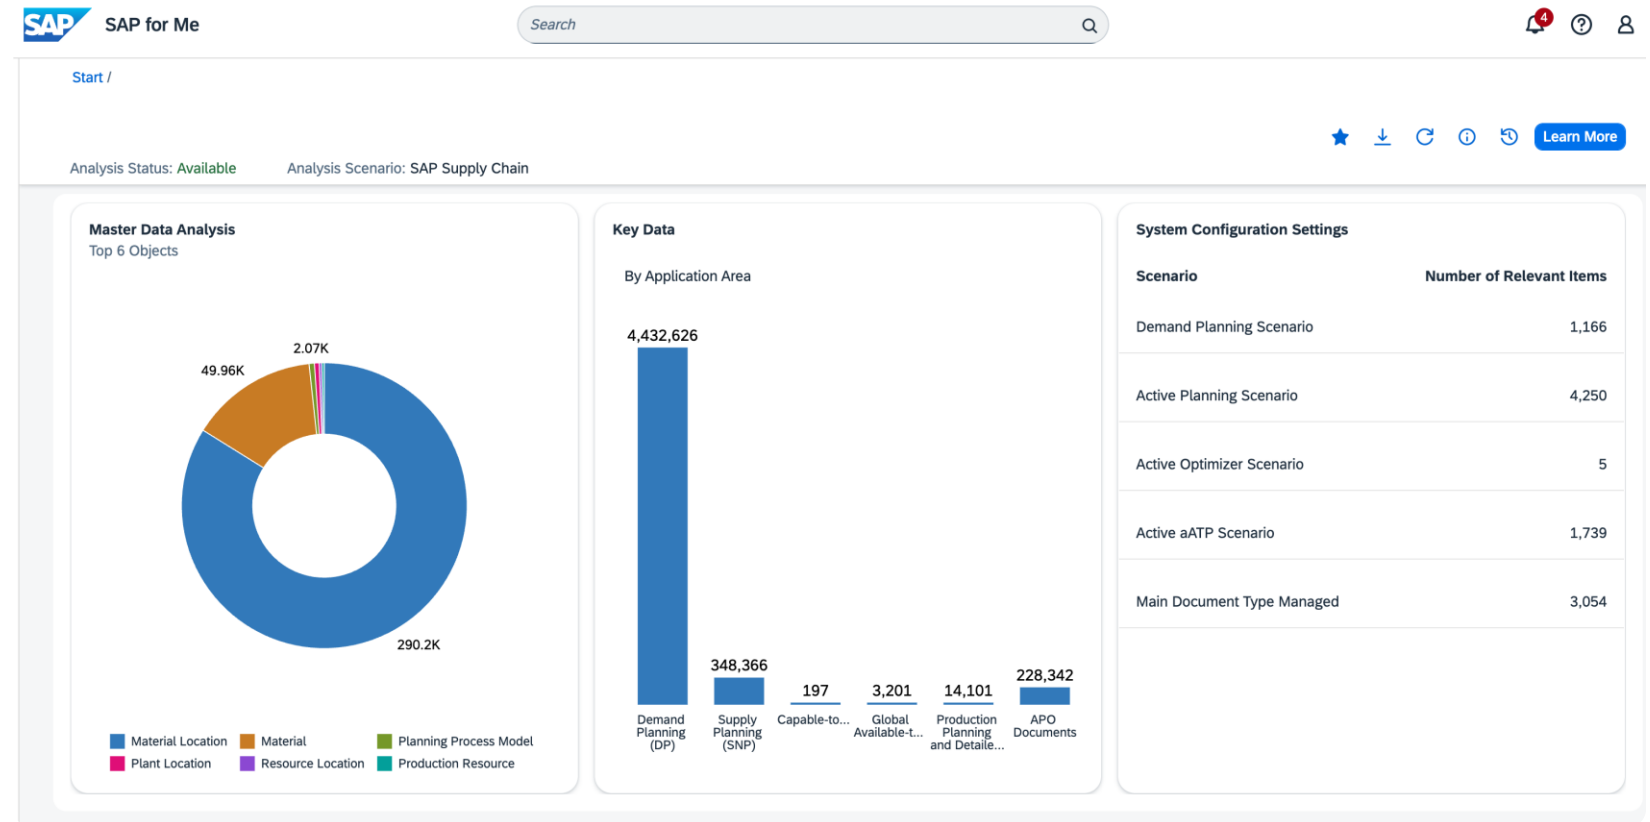 SAP SAP for Me
Search
4
Start /
Learn More
Analysis Status: Available
Analysis Scenario: SAP Supply Chain
Master Data Analysis
Top 6 Objects
2.07K
49.96K
290.2K
Material Location
Material
Planning Process Model
Plant Location
Resource Location
Production Resource
Key Data
By Application Area
4,432,626
348,366
197
3,201
14,101
228,342
Demand
Planning
(DP)
Supply
Planning
(SNP)
Capable-to...
Global
Available-t...
Production
Planning
and Detaile...
APO
Documents
System Configuration Settings
Scenario Number of Relevant Items
Demand Planning Scenario 1,166
Active Planning Scenario 4,250
Active Optimizer Scenario 5
Active aATP Scenario 1,739
Main Document Type Managed 3,054